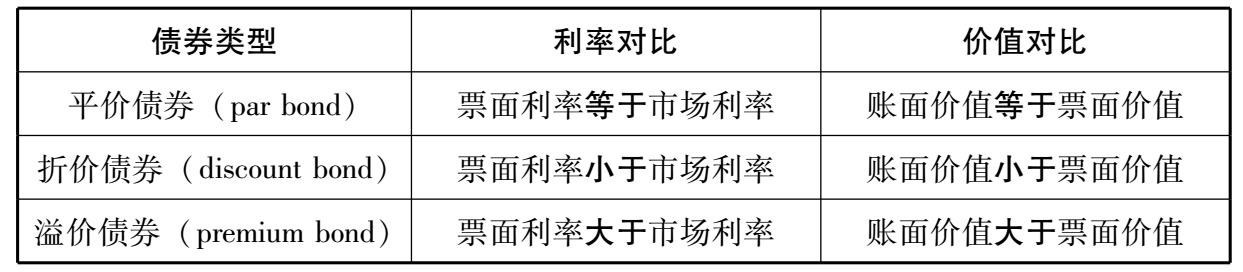 债券类型 利率对比 价值对比
平价债券（par bond） 票面利率等于市场利率 账面价值等于票面价值
折价债券（discount bond） 票面利率小于市场利率 账面价值小于票面价值
溢价债券（premium bond） 票面利率大于市场利率 账面价值大于票面价值